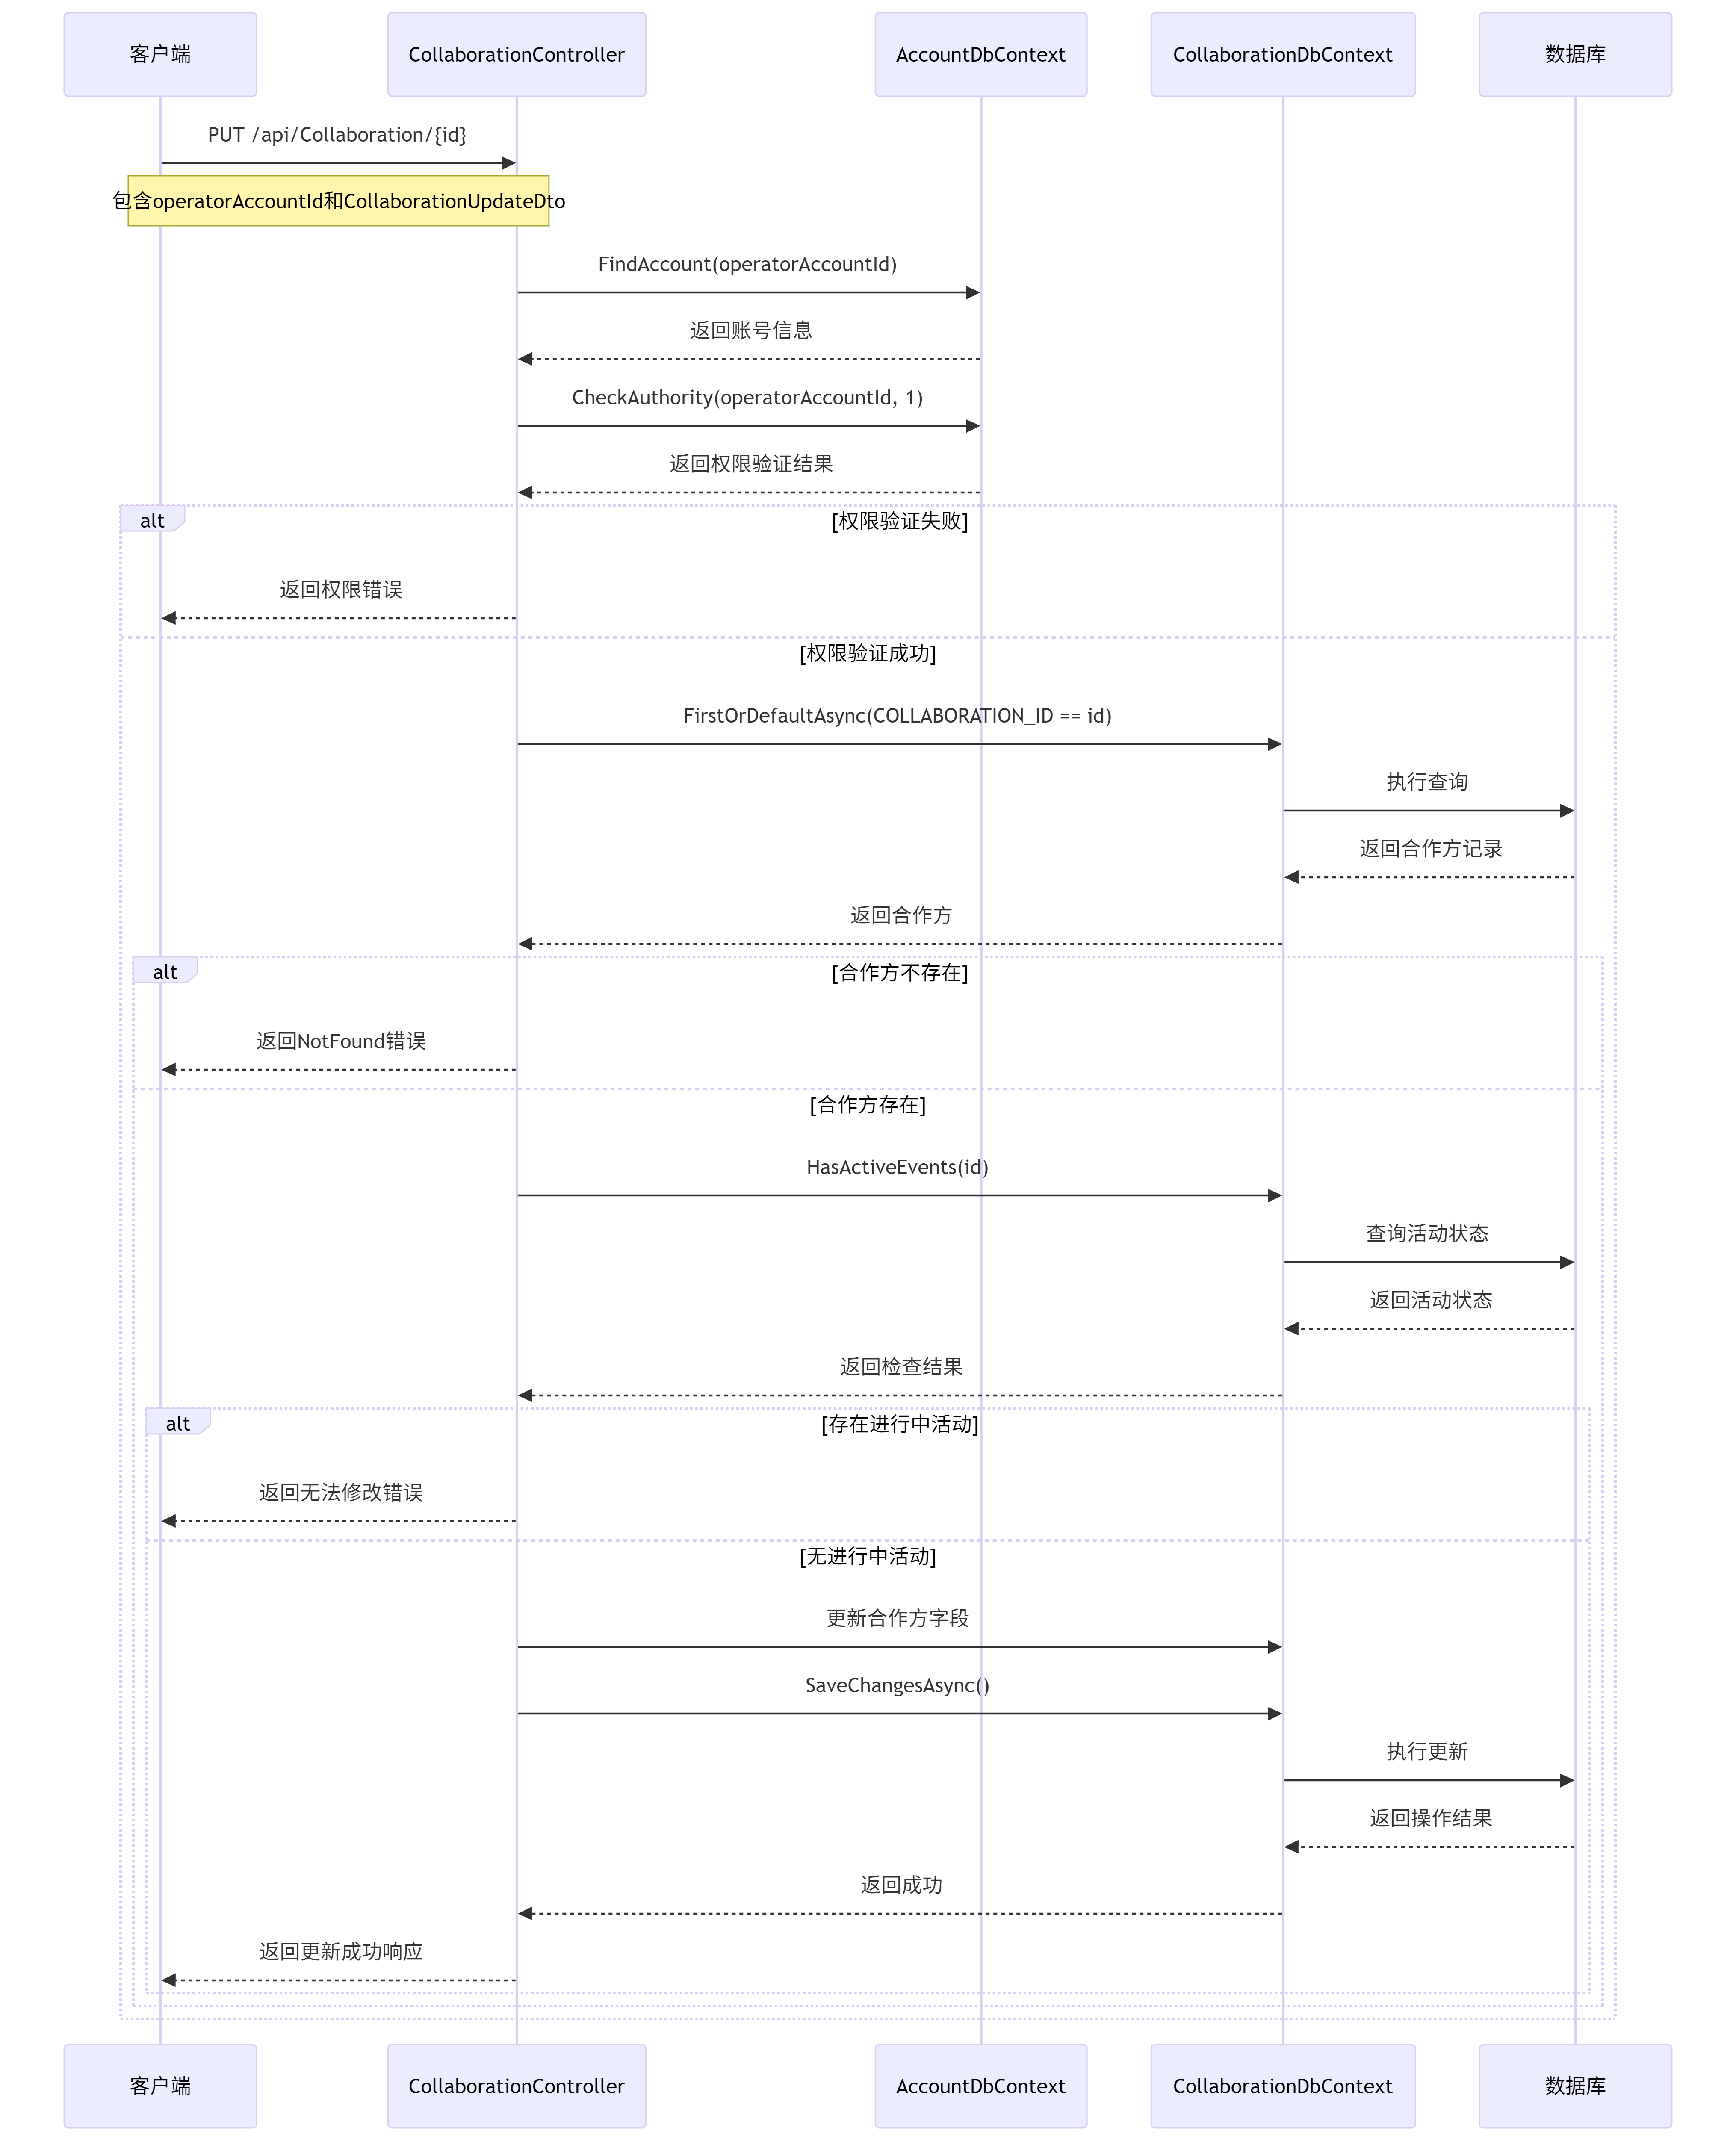 客户端
CollaborationController
AccountDbContext
CollaborationDbContext
数据库
PUT /api/Collaboration/{id}
包含operatorAccountId和CollaborationUpdateDto
FindAccount(operatorAccountId)
返回账号信息
CheckAuthority(operatorAccountId, 1)
返回权限验证结果
alt
[权限验证失败]
返回权限错误
[权限验证成功]
FirstOrDefaultAsync(COLLABORATION_ID == id)
执行查询
返回合作方记录
返回合作方
alt
[合作方不存在]
返回NotFound错误
[合作方存在]
HasActiveEvents(id)
查询活动状态
返回活动状态
返回检查结果
alt
[存在进行中活动]
返回无法修改错误
[无进行中活动]
更新合作方字段
SaveChangesAsync()
执行更新
返回操作结果
返回成功
返回更新成功响应
客户端
CollaborationController
AccountDbContext
CollaborationDbContext
数据库